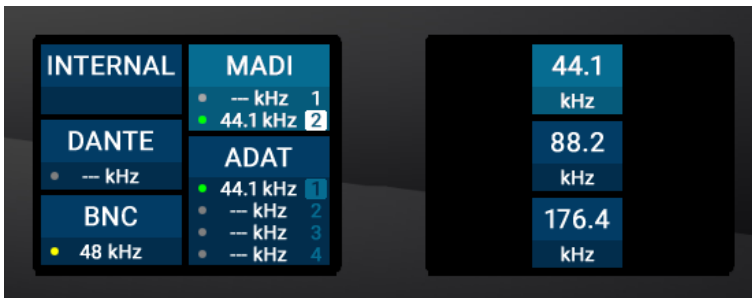 INTERNAL
MADI
--- kHz 1
44.1 kHz 2
DANTE
--- kHz
ADAT
44.1 kHz 1
--- kHz 2
--- kHz 3
--- kHz 4
BNC
48 kHz
44.1
kHz
88.2
kHz
176.4
kHz